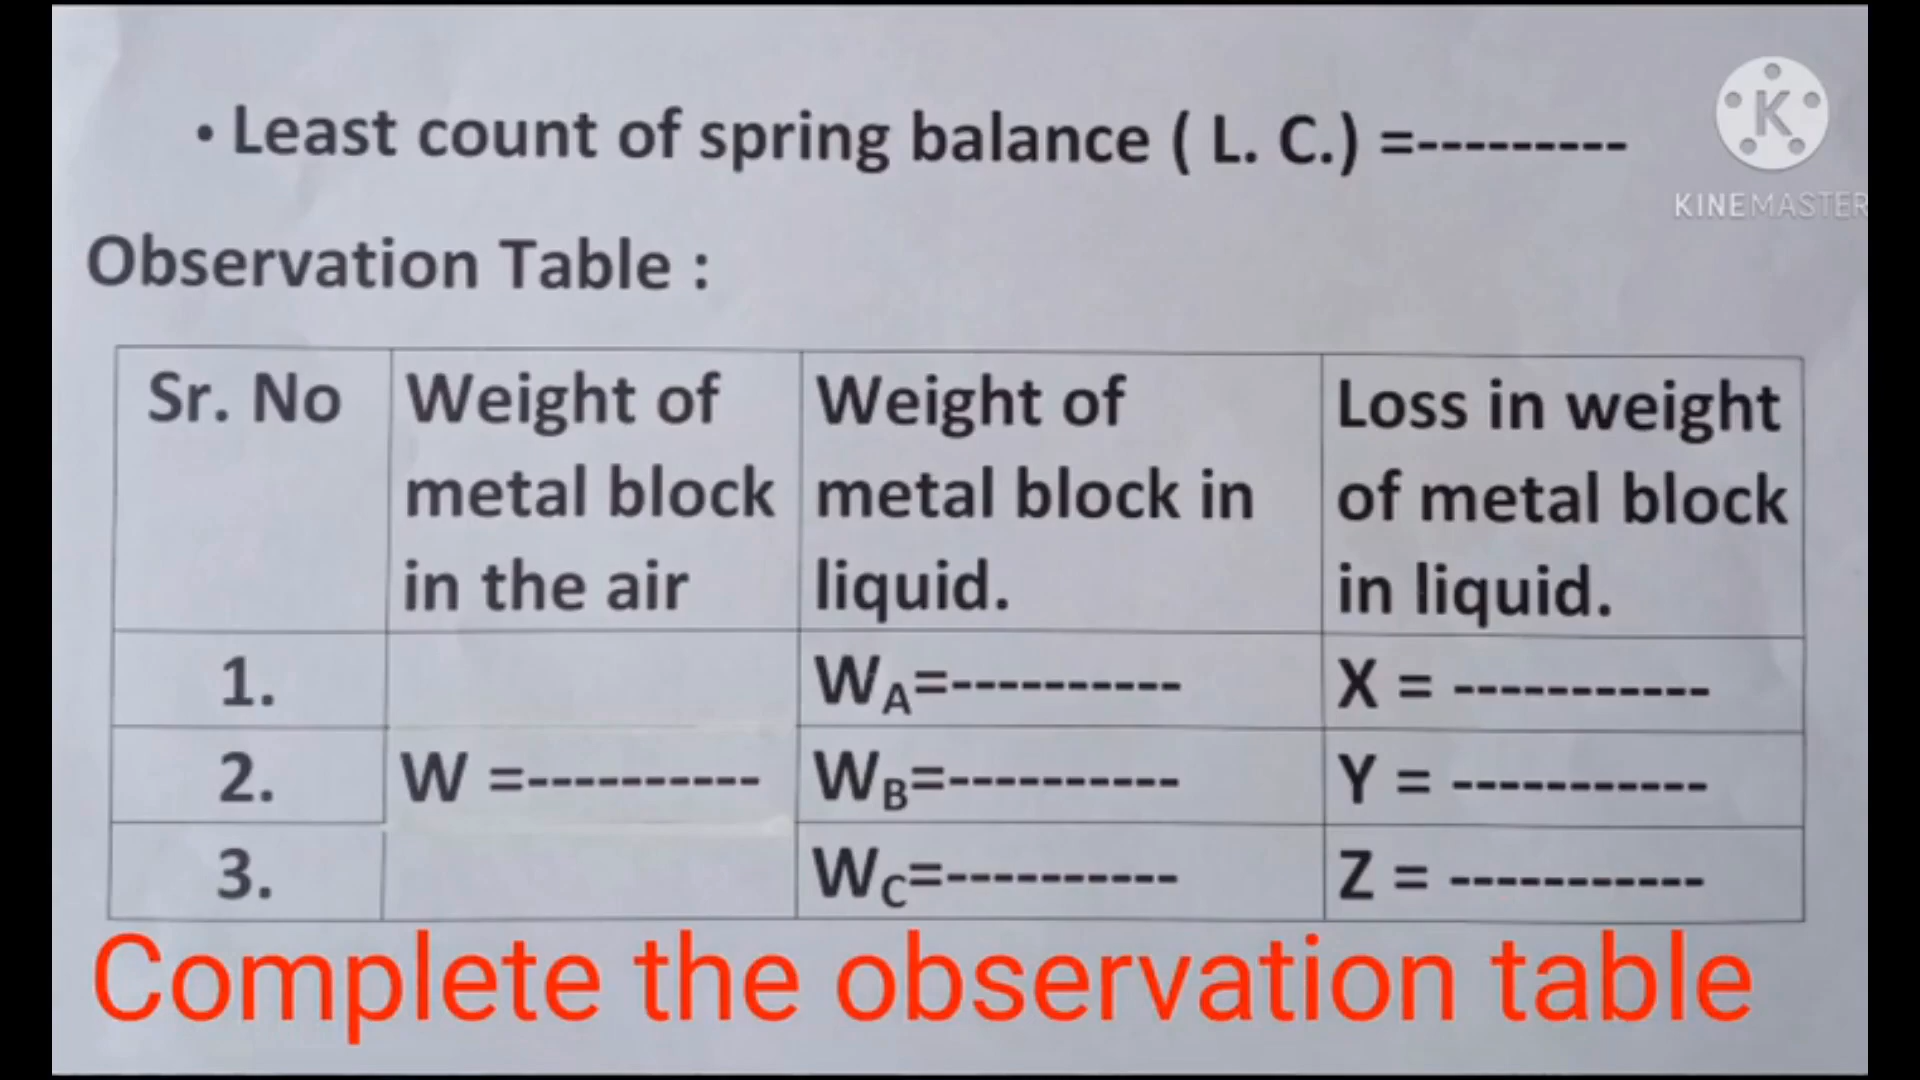 • Least count of spring balance ( L. C.) =---------
K
KINEMASTER
Observation Table :
Sr. No
Weight of
metal block
in the air
Weight of
metal block in
liquid.
Loss in weight
of metal block
in liquid.
1.
WA=----------
X = -----------
2.
W =----------
WB=----------
Y = -----------
3.
WC=----------
Z = -----------
Complete the observation table